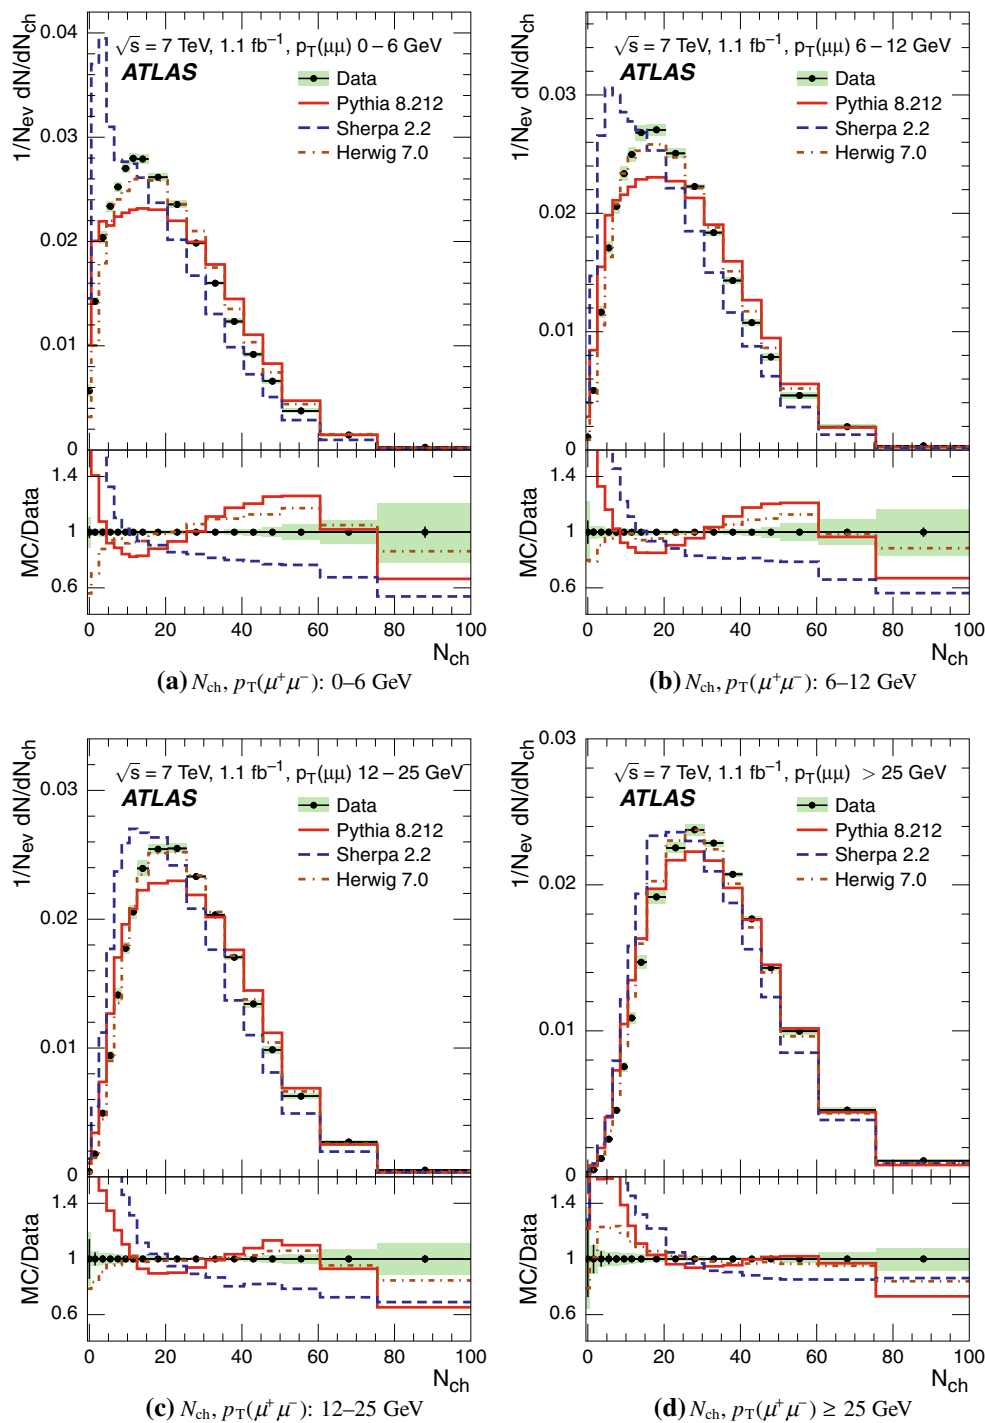 1/N_ev dN/dN_ch
√s = 7 TeV, 1.1 fb⁻¹, p_T(μμ) 0 – 6 GeV
ATLAS
Data
Pythia 8.212
Sherpa 2.2
Herwig 7.0
0.04
0.03
0.02
0.01
0
MC/Data
1.4
1
0.6
0 20 40 60 80 100
N_ch
(a) N_ch, p_T(μ⁺μ⁻): 0–6 GeV
1/N_ev dN/dN_ch
√s = 7 TeV, 1.1 fb⁻¹, p_T(μμ) 6 – 12 GeV
ATLAS
Data
Pythia 8.212
Sherpa 2.2
Herwig 7.0
0.03
0.02
0.01
0
MC/Data
1.4
1
0.6
0 20 40 60 80 100
N_ch
(b) N_ch, p_T(μ⁺μ⁻): 6–12 GeV
1/N_ev dN/dN_ch
√s = 7 TeV, 1.1 fb⁻¹, p_T(μμ) 12 – 25 GeV
ATLAS
Data
Pythia 8.212
Sherpa 2.2
Herwig 7.0
0.03
0.02
0.01
0
MC/Data
1.4
1
0.6
0 20 40 60 80 100
N_ch
(c) N_ch, p_T(μ⁺μ⁻): 12–25 GeV
1/N_ev dN/dN_ch
√s = 7 TeV, 1.1 fb⁻¹, p_T(μμ) > 25 GeV
ATLAS
Data
Pythia 8.212
Sherpa 2.2
Herwig 7.0
0.03
0.02
0.01
0
MC/Data
1.4
1
0.6
0 20 40 60 80 100
N_ch
(d) N_ch, p_T(μ⁺μ⁻) ≥ 25 GeV